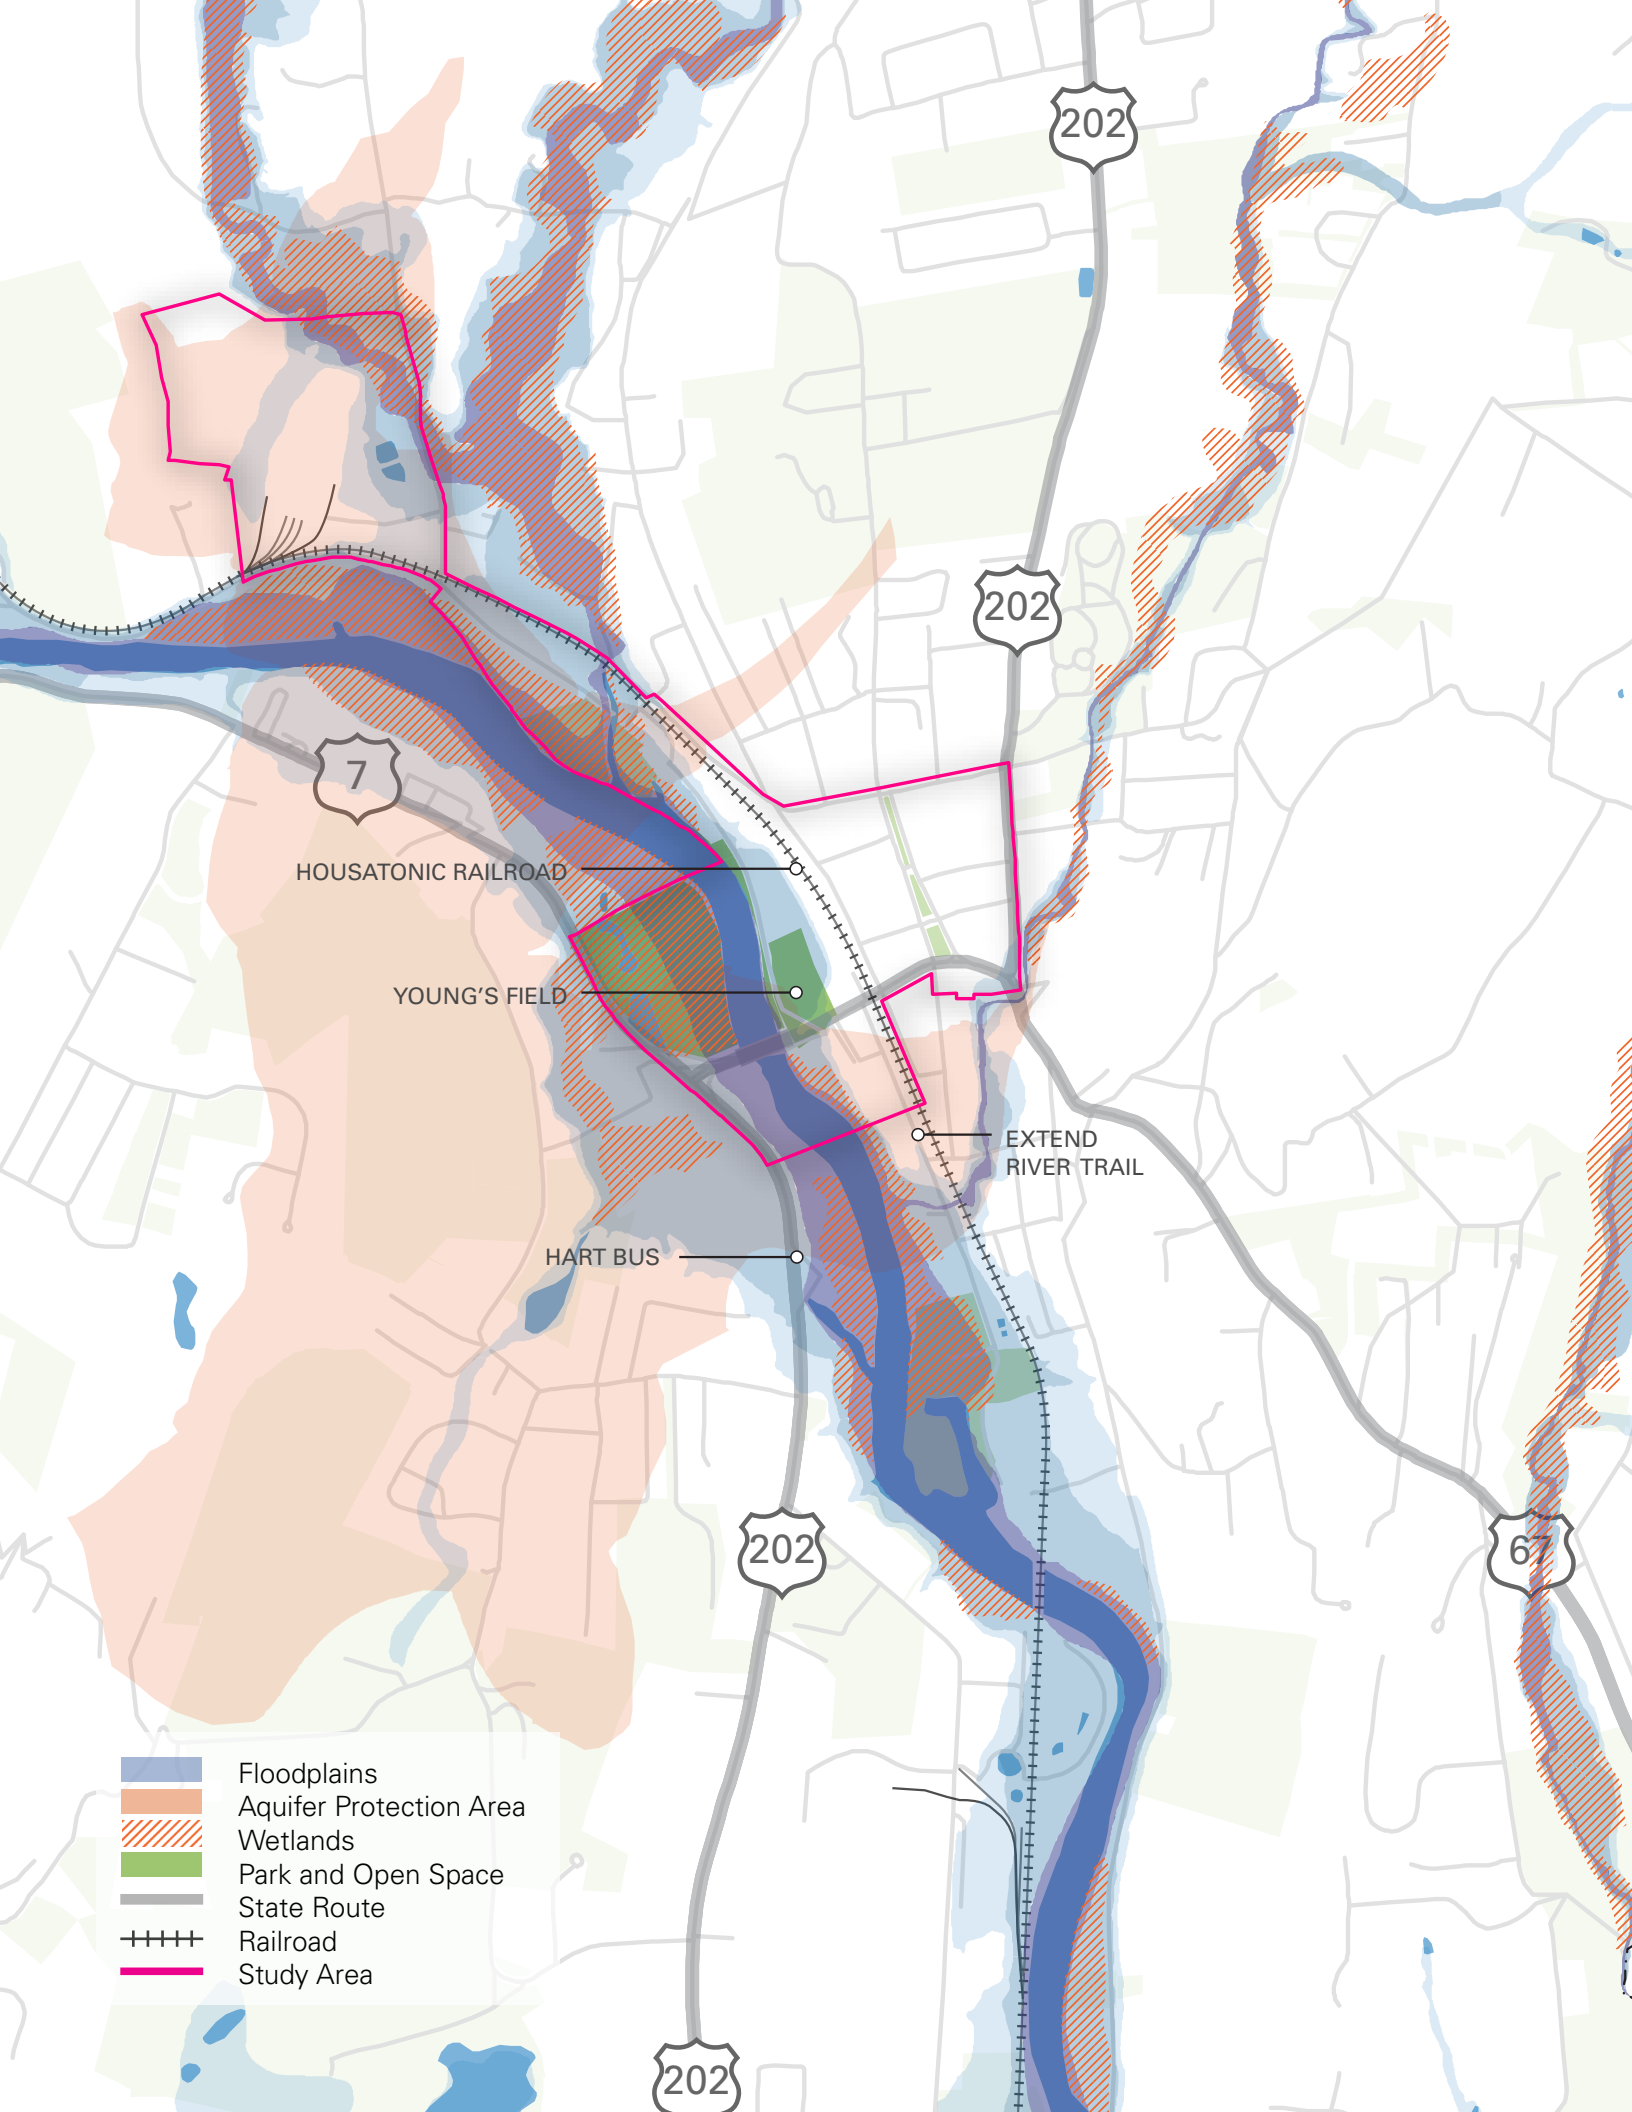 202
202
7
HOUSATONIC RAILROAD
YOUNG'S FIELD
EXTEND
RIVER TRAIL
HART BUS
202
67
Floodplains
Aquifer Protection Area
Wetlands
Park and Open Space
State Route
Railroad
Study Area
202